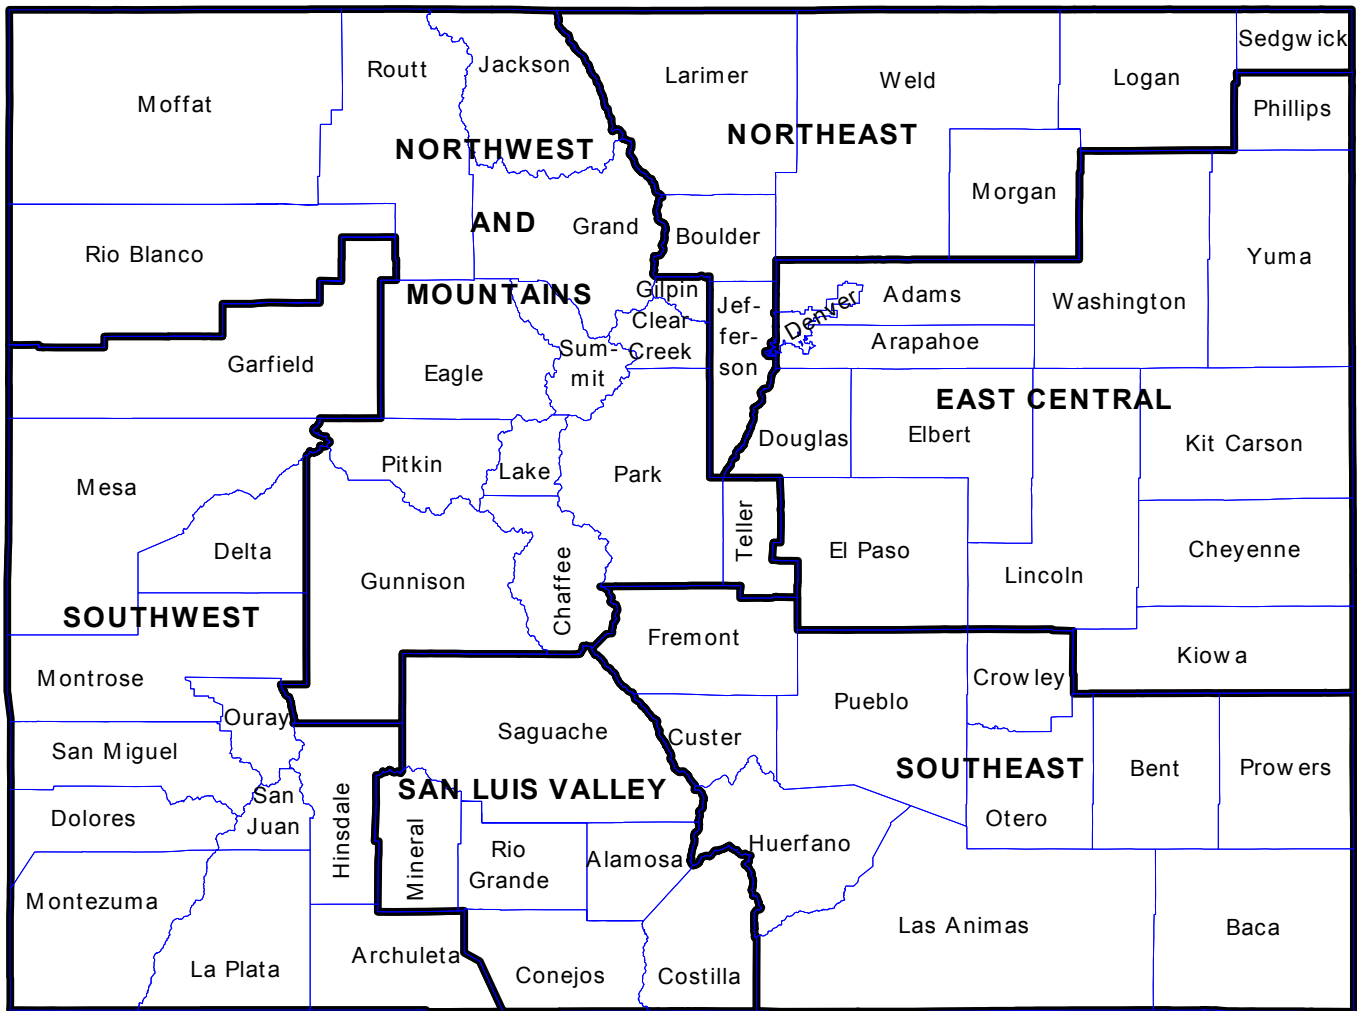 Sedgwick
Routt
Jackson
Larimer
Weld
Logan
Moffat
Phillips
NORTHWEST
NORTHEAST
Morgan
AND
Grand
Boulder
Rio Blanco
Yuma
MOUNTAINS
Gilpin
Adams
Washington
Jef-
fer-
son
Denver
Clear
Creek
Arapahoe
Sum-
mit
Garfield
Eagle
EAST CENTRAL
Douglas
Elbert
Kit Carson
Pitkin
Lake
Park
Mesa
Teller
Delta
El Paso
Cheyenne
Gunnison
Chaffee
Lincoln
SOUTHWEST
Fremont
Kiowa
Montrose
Crowley
Pueblo
Ouray
Saguache
Custer
San Miguel
SOUTHEAST
Bent
Prowers
SAN LUIS VALLEY
San
Juan
Dolores
Hinsdale
Mineral
Otero
Rio
Grande
Alamosa
Huerfano
Montezuma
Las Animas
Baca
Archuleta
La Plata
Conejos
Costilla